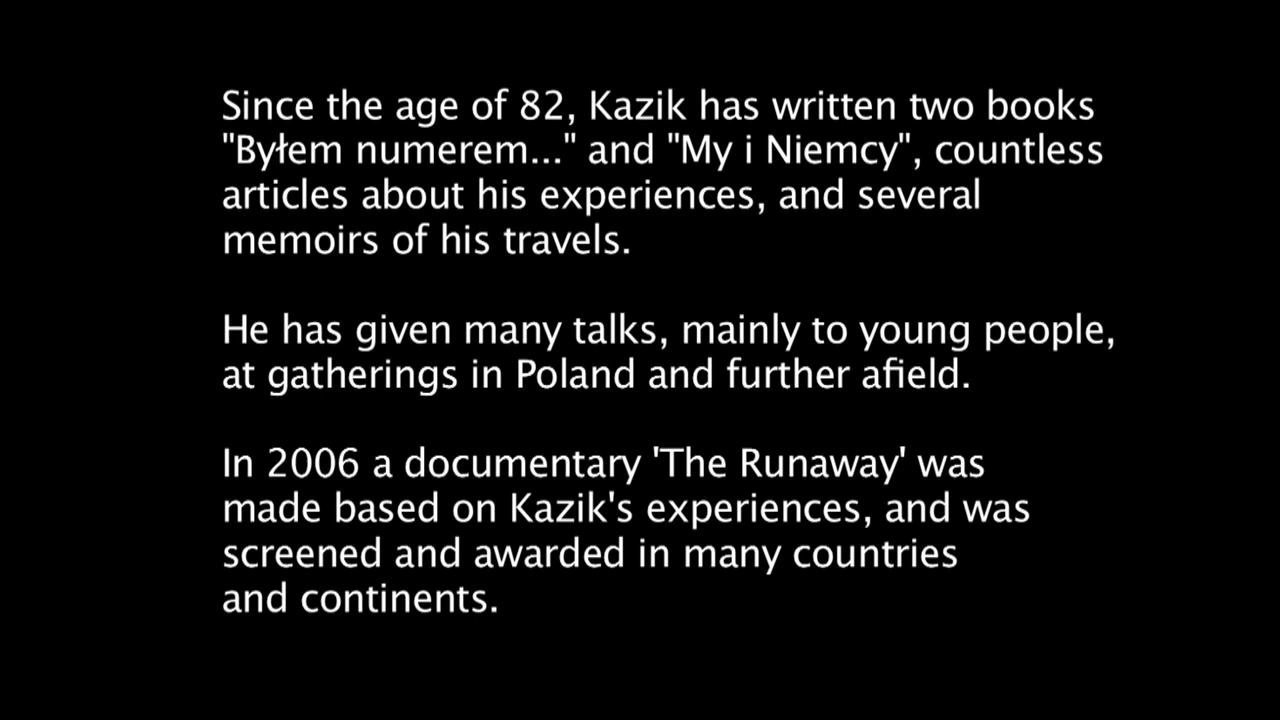 Since the age of 82, Kazik has written two books
"Byłem numerem..." and "My i Niemcy", countless
articles about his experiences, and several
memoirs of his travels.
He has given many talks, mainly to young people,
at gatherings in Poland and further afield.
In 2006 a documentary 'The Runaway' was
made based on Kazik's experiences, and was
screened and awarded in many countries
and continents.